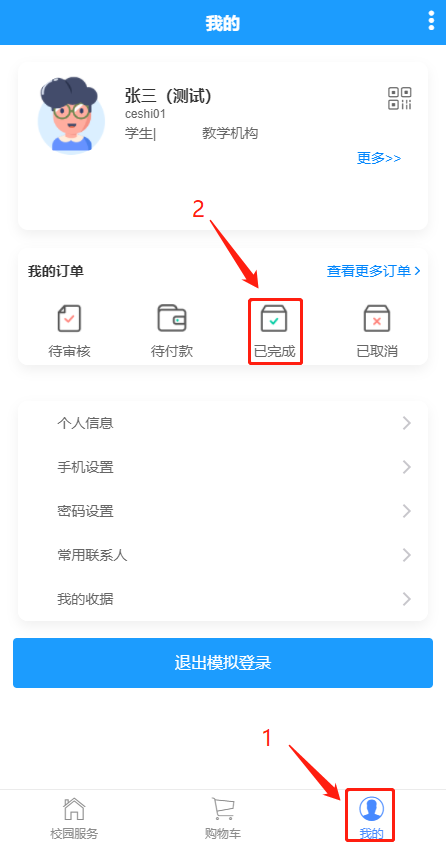 我的
张三（测试）
ceshi01
学生| 教学机构
更多>>
2
我的订单 查看更多订单
待审核 待付款 已完成 已取消
个人信息
手机设置
密码设置
常用联系人
我的收据
退出模拟登录
1
校园服务 购物车 我的